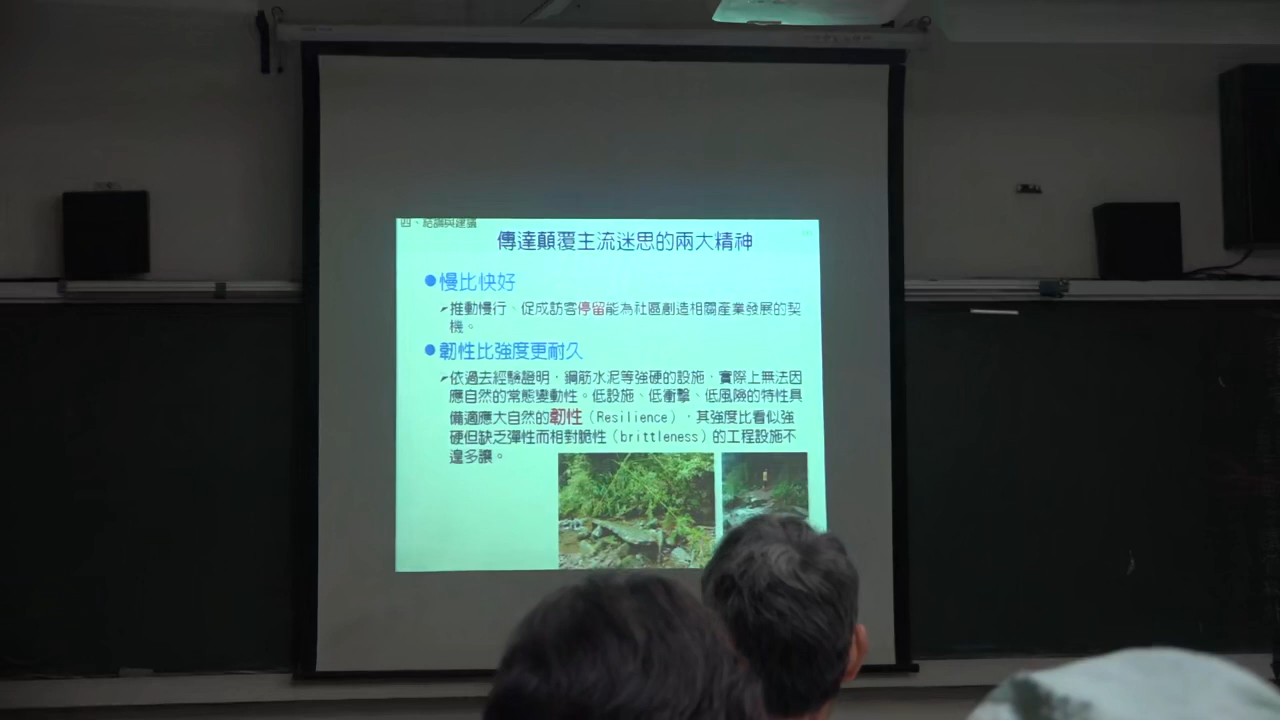 四、結論與建議
傳達顛覆主流迷思的兩大精神
●慢比快好
推動慢行、促成訪客停留能為社區創造相關產業發展的契
機。
●韌性比強度更耐久
依過去經驗證明，鋼筋水泥等強硬的設施，實際上無法因
應自然的常態變動性。低設施、低衝擊、低風險的特性具
備適應大自然的韌性（Resilience），其強度比看似強
硬但缺乏彈性而相對脆性（brittleness）的工程設施不
遑多讓。